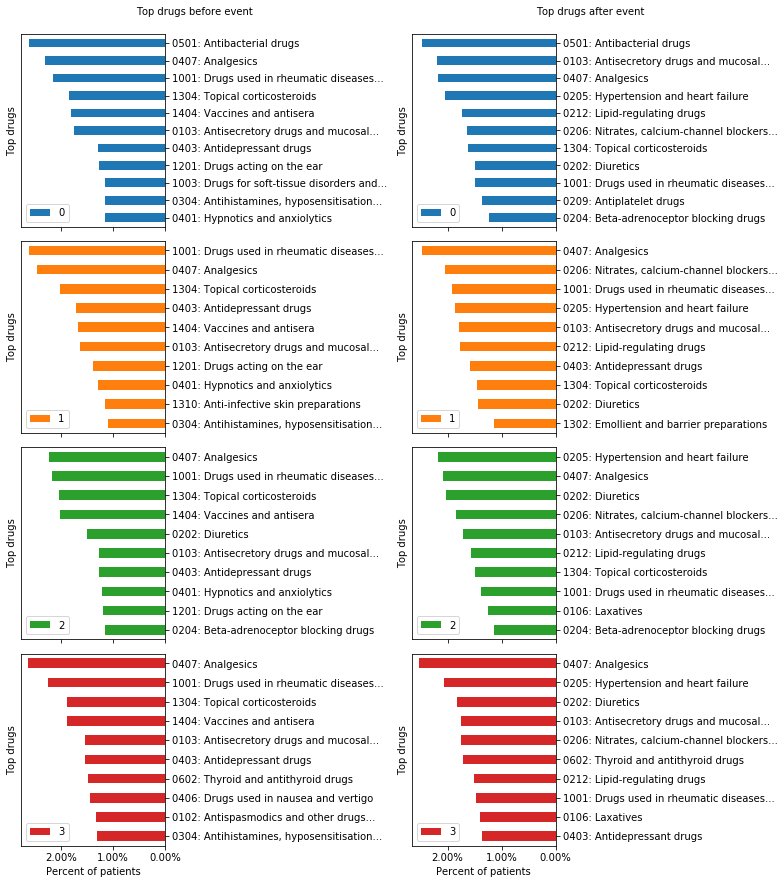 Top drugs before event
Top drugs
0501: Antibacterial drugs
0407: Analgesics
1001: Drugs used in rheumatic diseases...
1304: Topical corticosteroids
1404: Vaccines and antisera
0103: Antisecretory drugs and mucosal...
0403: Antidepressant drugs
1201: Drugs acting on the ear
1003: Drugs for soft-tissue disorders and...
0304: Antihistamines, hyposensitisation...
0401: Hypnotics and anxiolytics
0
Top drugs
1001: Drugs used in rheumatic diseases...
0407: Analgesics
1304: Topical corticosteroids
0403: Antidepressant drugs
1404: Vaccines and antisera
0103: Antisecretory drugs and mucosal...
1201: Drugs acting on the ear
0401: Hypnotics and anxiolytics
1310: Anti-infective skin preparations
0304: Antihistamines, hyposensitisation...
1
Top drugs
0407: Analgesics
1001: Drugs used in rheumatic diseases...
1304: Topical corticosteroids
1404: Vaccines and antisera
0202: Diuretics
0103: Antisecretory drugs and mucosal...
0403: Antidepressant drugs
0401: Hypnotics and anxiolytics
1201: Drugs acting on the ear
0204: Beta-adrenoceptor blocking drugs
2
Top drugs
0407: Analgesics
1001: Drugs used in rheumatic diseases...
1304: Topical corticosteroids
1404: Vaccines and antisera
0103: Antisecretory drugs and mucosal...
0403: Antidepressant drugs
0602: Thyroid and antithyroid drugs
0406: Drugs used in nausea and vertigo
0102: Antispasmodics and other drugs...
0304: Antihistamines, hyposensitisation...
3
2.00% 1.00% 0.00%
Percent of patients
Top drugs after event
Top drugs
0501: Antibacterial drugs
0103: Antisecretory drugs and mucosal...
0407: Analgesics
0205: Hypertension and heart failure
0212: Lipid-regulating drugs
0206: Nitrates, calcium-channel blockers...
1304: Topical corticosteroids
0202: Diuretics
1001: Drugs used in rheumatic diseases...
0209: Antiplatelet drugs
0204: Beta-adrenoceptor blocking drugs
0
Top drugs
0407: Analgesics
0206: Nitrates, calcium-channel blockers...
1001: Drugs used in rheumatic diseases...
0205: Hypertension and heart failure
0103: Antisecretory drugs and mucosal...
0212: Lipid-regulating drugs
0403: Antidepressant drugs
1304: Topical corticosteroids
0202: Diuretics
1302: Emollient and barrier preparations
1
Top drugs
0205: Hypertension and heart failure
0407: Analgesics
0202: Diuretics
0206: Nitrates, calcium-channel blockers...
0103: Antisecretory drugs and mucosal...
0212: Lipid-regulating drugs
1304: Topical corticosteroids
1001: Drugs used in rheumatic diseases...
0106: Laxatives
0204: Beta-adrenoceptor blocking drugs
2
Top drugs
0407: Analgesics
0205: Hypertension and heart failure
0202: Diuretics
0103: Antisecretory drugs and mucosal...
0206: Nitrates, calcium-channel blockers...
0602: Thyroid and antithyroid drugs
0212: Lipid-regulating drugs
1001: Drugs used in rheumatic diseases...
0106: Laxatives
0403: Antidepressant drugs
3
2.00% 1.00% 0.00%
Percent of patients